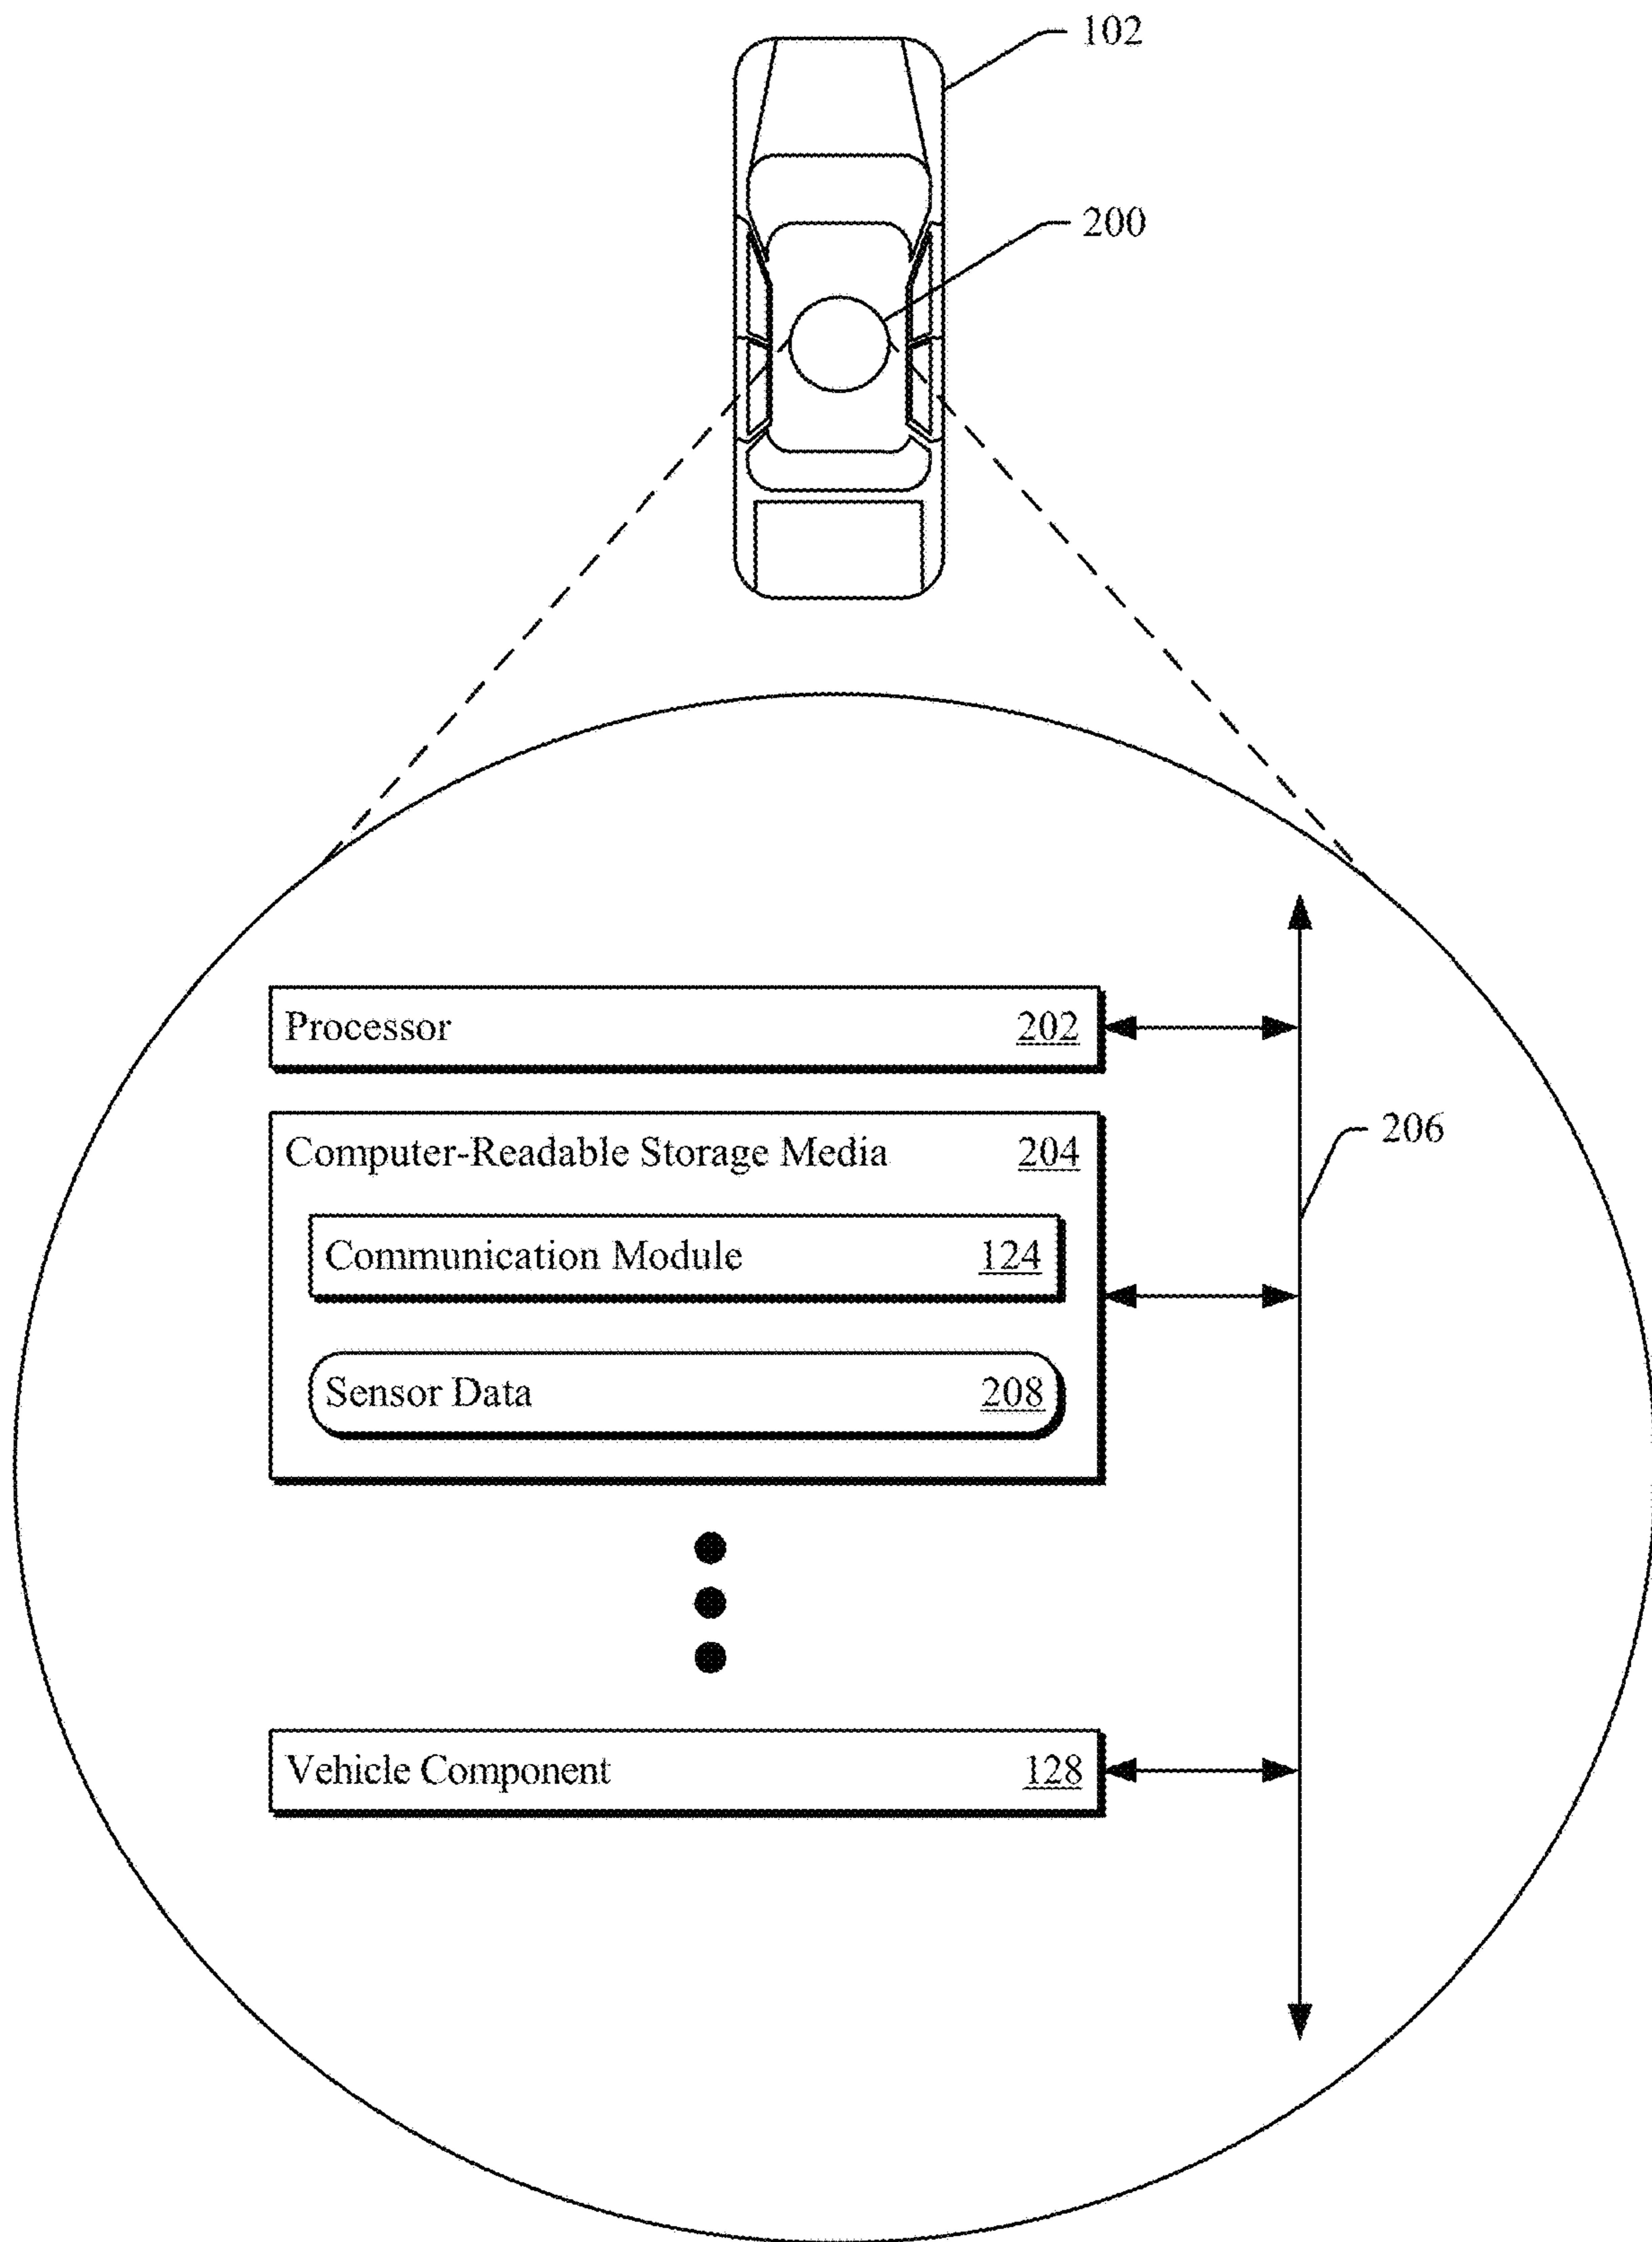 102
200
Processor 202
206
Computer-Readable Storage Media 204
Communication Module 124
Sensor Data 208
Vehicle Component 128